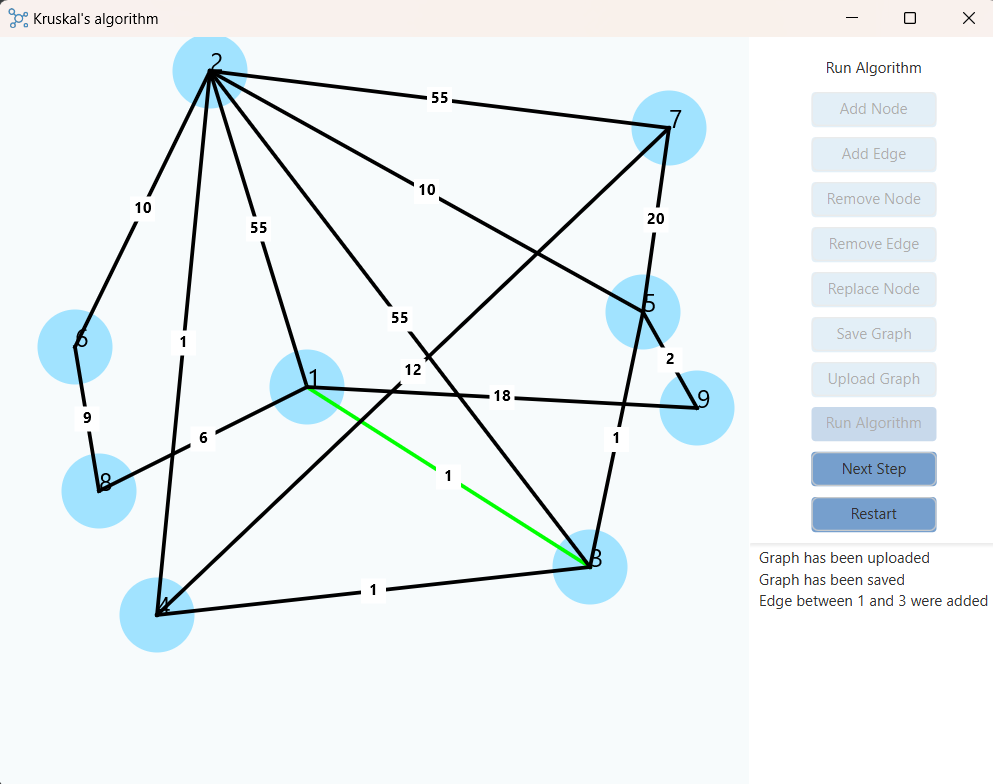 Kruskal's algorithm
2
55
7
10
10
20
55
55
1
5
6
2
12
1
18
9
9
6
1
1
8
3
4
1
Run Algorithm
Add Node
Add Edge
Remove Node
Remove Edge
Replace Node
Save Graph
Upload Graph
Run Algorithm
Next Step
Restart
Graph has been uploaded
Graph has been saved
Edge between 1 and 3 were added